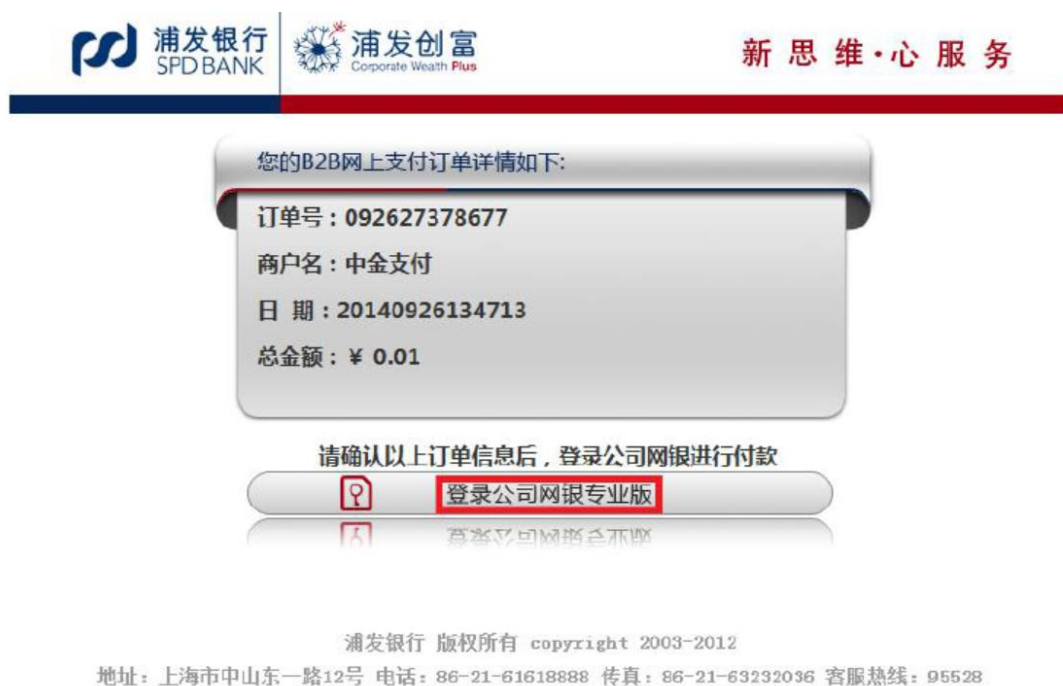 浦发银行
SPD BANK
浦发创富
Corporate Wealth Plus
新思维·心服务
您的B2B网上支付订单详情如下:
订单号：092627378677
商户名：中金支付
日 期：20140926134713
总金额：￥ 0.01
请确认以上订单信息后，登录公司网银进行付款
登录公司网银专业版
浦发银行 版权所有 copyright 2003-2012
地址：上海市中山东一路12号 电话：86-21-61618888 传真：86-21-63232036 客服热线：95528